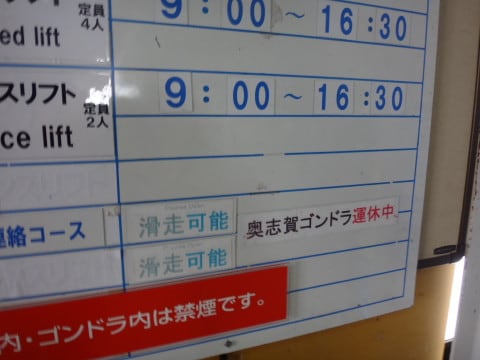 定員
4人
ed lift
9:00～16:30
スリフト
定員
2人
ce lift
9:00～16:30
連絡コース
滑走可能
滑走可能
奥志賀ゴンドラ運休中
内・ゴンドラ内は禁煙です。